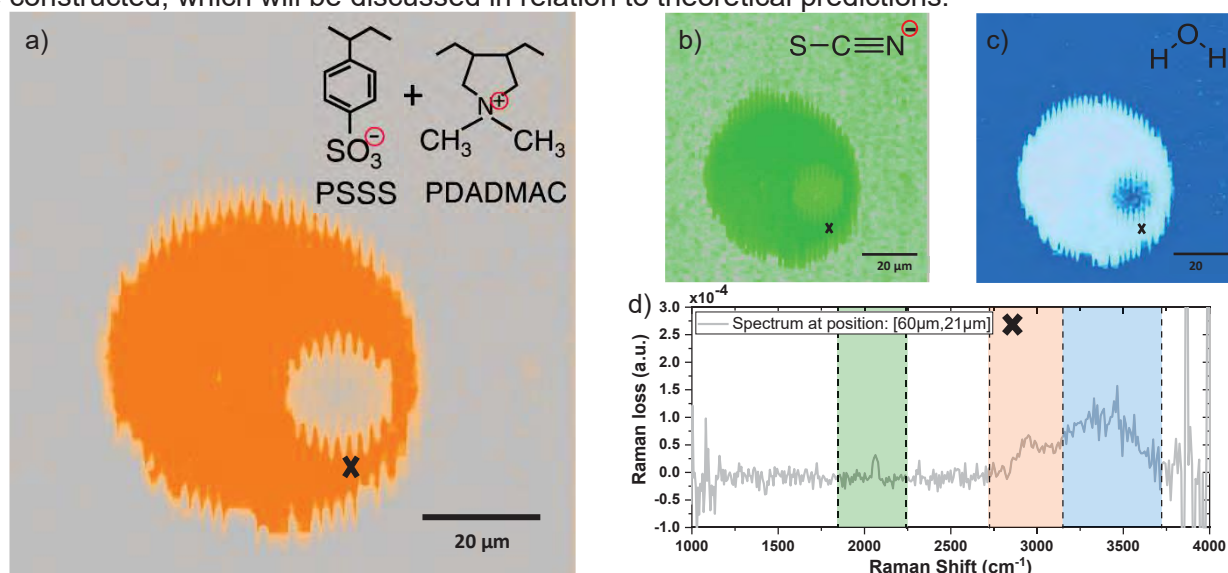 constructed, which will be discussed in relation to theoretical predictions.
a)
+
N
+
CH3 CH3
SO3
-
PSSS PDADMAC
20 µm
b)
S-C≡N
-
20 µm
c)
O
H H
20
d)
x10-4
3.0
2.5
2.0
1.5
1.0
0.5
0.0
-0.5
-1.0
Raman loss (a.u.)
Spectrum at position: [60µm,21µm]
1000 1500 2000 2500 3000 3500 4000
Raman Shift (cm-1)